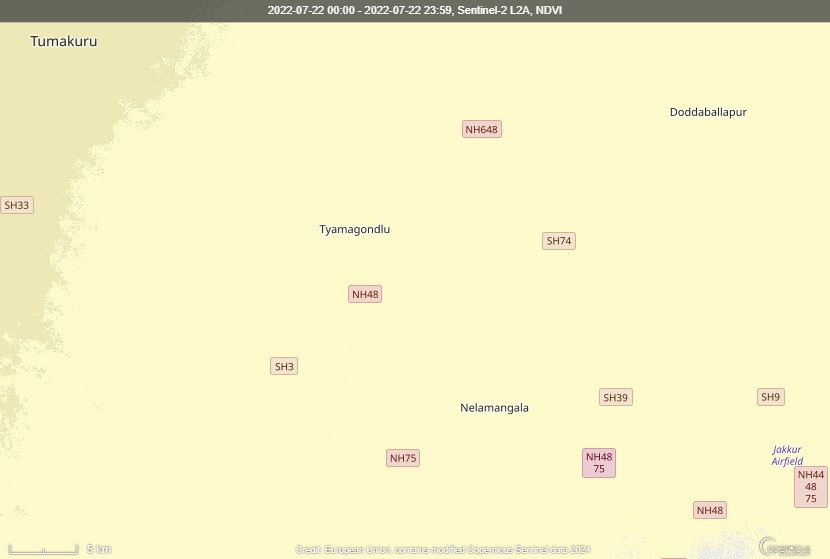 2022-07-22 00:00 - 2022-07-22 23:59, Sentinel-2 L2A, NDVI
Tumakuru
Doddaballapur
NH648
SH33
Tyamagondlu
SH74
NH48
SH3
SH39
SH9
Nelamangala
Jakkur
Airfield
NH75
NH48
75
NH44
48
75
NH48
5 km
Credit: European Union, contains modified Copernicus Sentinel data 2024
opernicus